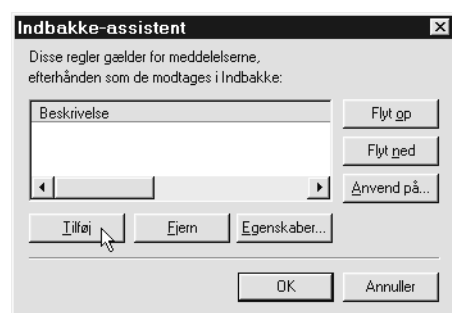 Indbakke-assistent
Disse regler gælder for meddelelserne,
efterhånden som de modtages i Indbakke:
Beskrivelse
Flyt op
Flyt ned
Anvend på...
Tilføj
Fjern
Egenskaber...
OK
Annuller